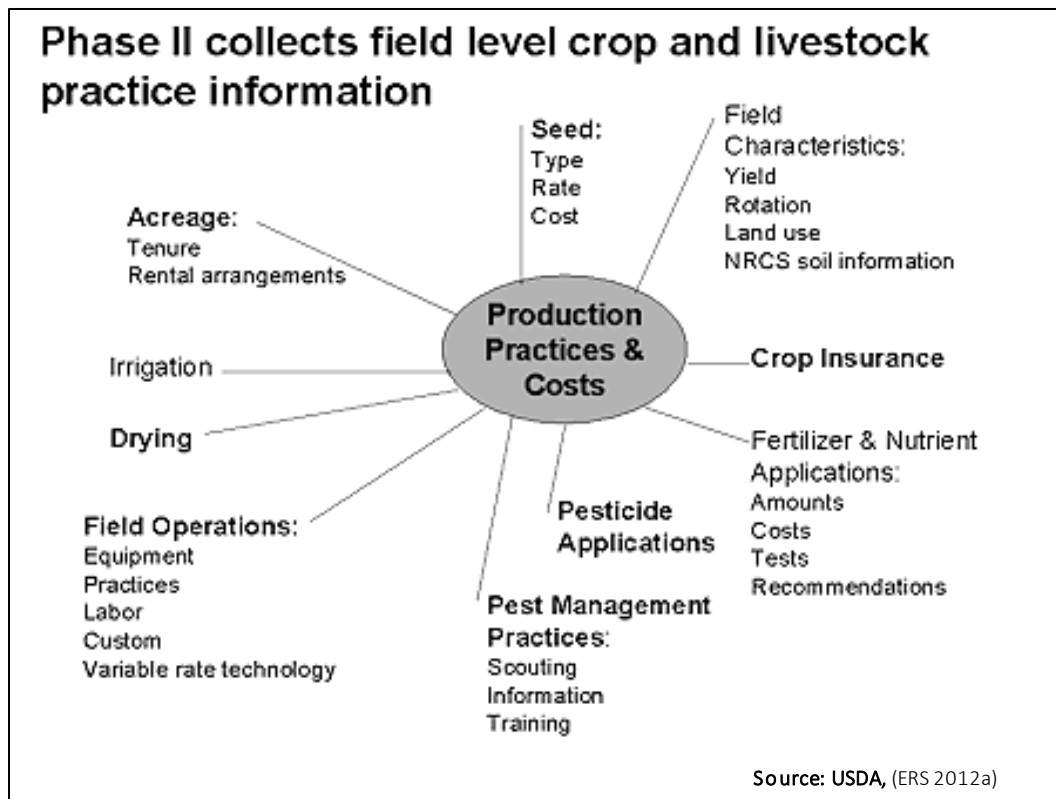 Phase II collects field level crop and livestock
practice information
Seed:
Type
Rate
Cost
Field
Characteristics:
Yield
Rotation
Land use
NRCS soil information
Acreage:
Tenure
Rental arrangements
Production
Practices &
Costs
Crop Insurance
Irrigation
Drying
Fertilizer & Nutrient
Applications:
Amounts
Costs
Tests
Recommendations
Field Operations:
Equipment
Practices
Labor
Custom
Variable rate technology
Pesticide
Applications
Pest Management
Practices:
Scouting
Information
Training
Source: USDA, (ERS 2012a)